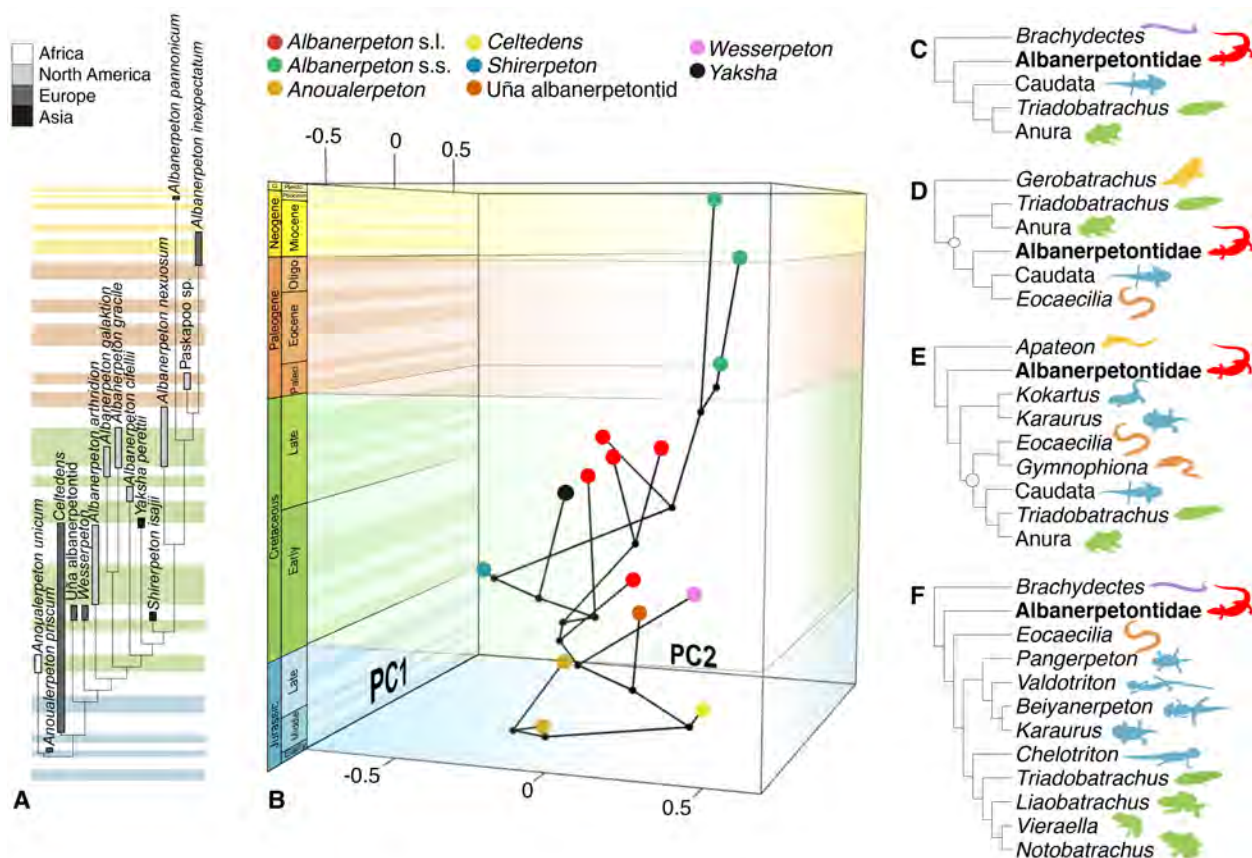 Africa
North America
Europe
Asia
Albanerpeton pannonicum
Albanerpeton inexpectatum
Albanerpeton nexuosum
Paskapoo sp.
Albanerpeton galaktion
Albanerpeton gracile
Albanerpeton arthridion
Albanerpeton cifellii
Yaksha perettii
Shirerpeton isajii
Celtedens
Uña albanerpetontid
Wesserpeton
Anoualerpeton unicum
Anoualerpeton priscum
A
Albanerpeton s.l.
Albanerpeton s.s.
Anoualerpeton
Celtedens
Shirerpeton
Uña albanerpetontid
Wesserpeton
Yaksha
-0.5
0
0.5
Neogene
Miocene
Paleogene
Oligo
Eocene
Paleo
Cretaceous
Late
Early
Jurassic
Late
Middle
PC1
PC2
-0.5
0
0.5
B
C
Brachydectes
Albanerpetontidae
Caudata
Triadobatrachus
Anura
D
Gerobatrachus
Triadobatrachus
Anura
Albanerpetontidae
Caudata
Eocaecilia
E
Apateon
Albanerpetontidae
Kokartus
Karaurus
Eocaecilia
Gymnophiona
Caudata
Triadobatrachus
Anura
F
Brachydectes
Albanerpetontidae
Eocaecilia
Pangerpeton
Valdotriton
Beiyanerpeton
Karaurus
Chelotriton
Triadobatrachus
Liaobatrachus
Vieraella
Notobatrachus